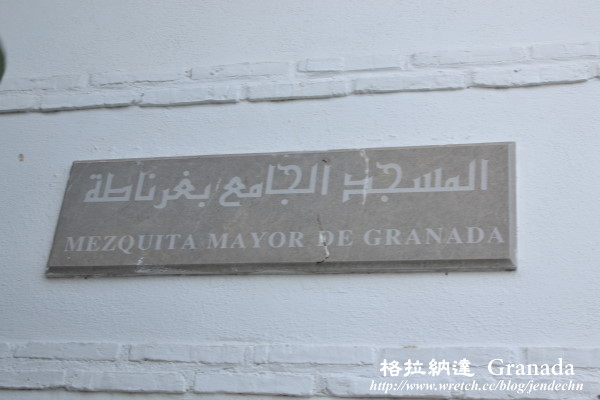 المسجد الجامع بغرناطة
MEZQUITA MAYOR DE GRANADA
格拉納達 Granada
http://www.wretch.cc/blog/jendechn